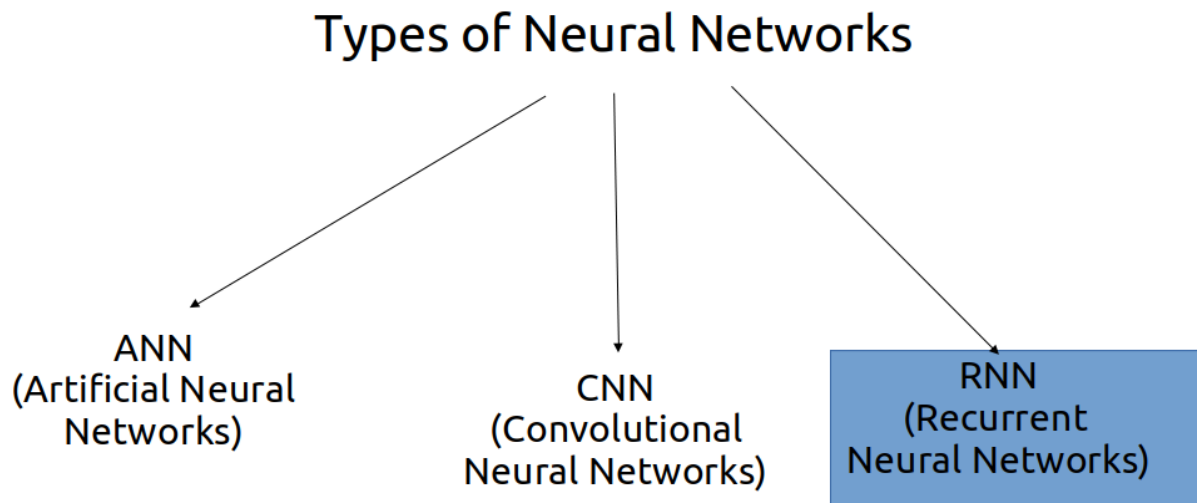 Types of Neural Networks
ANN
(Artificial Neural
Networks)
CNN
(Convolutional
Neural Networks)
RNN
(Recurrent
Neural Networks)